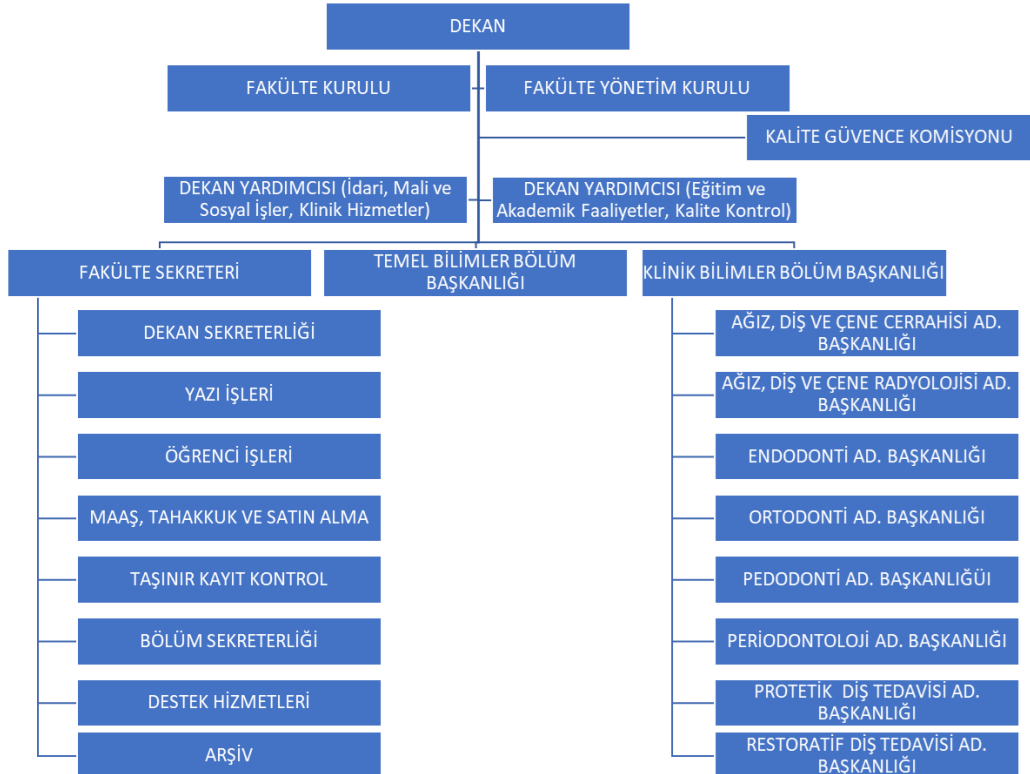 DEKAN
FAKÜLTE KURULU
FAKÜLTE YÖNETİM KURULU
KALİTE GÜVENCE KOMİSYONU
DEKAN YARDIMCISI (İdari, Mali ve
Sosyal İşler, Klinik Hizmetler)
DEKAN YARDIMCISI (Eğitim ve
Akademik Faaliyetler, Kalite Kontrol)
FAKÜLTE SEKRETERİ
TEMEL BİLİMLER BÖLÜM
BAŞKANLIĞI
KLİNİK BİLİMLER BÖLÜM BAŞKANLIĞI
DEKAN SEKRETERLİĞİ
YAZI İŞLERİ
ÖĞRENCİ İŞLERİ
MAAŞ, TAHAKKUK VE SATIN ALMA
TAŞINIR KAYIT KONTROL
BÖLÜM SEKRETERLİĞİ
DESTEK HİZMETLERİ
ARŞİV
AĞIZ, DİŞ VE ÇENE CERRAHİSİ AD.
BAŞKANLIĞI
AĞIZ, DİŞ VE ÇENE RADYOLOJİSİ AD.
BAŞKANLIĞI
ENDODONTİ AD. BAŞKANLIĞI
ORTODONTİ AD. BAŞKANLIĞI
PEDODONTİ AD. BAŞKANLIĞÜI
PERİODONTOLOJİ AD. BAŞKANLIĞI
PROTETİK  DİŞ TEDAVİSİ AD.
BAŞKANLIĞI
RESTORATİF DİŞ TEDAVİSİ AD.
BAŞKANLIĞI